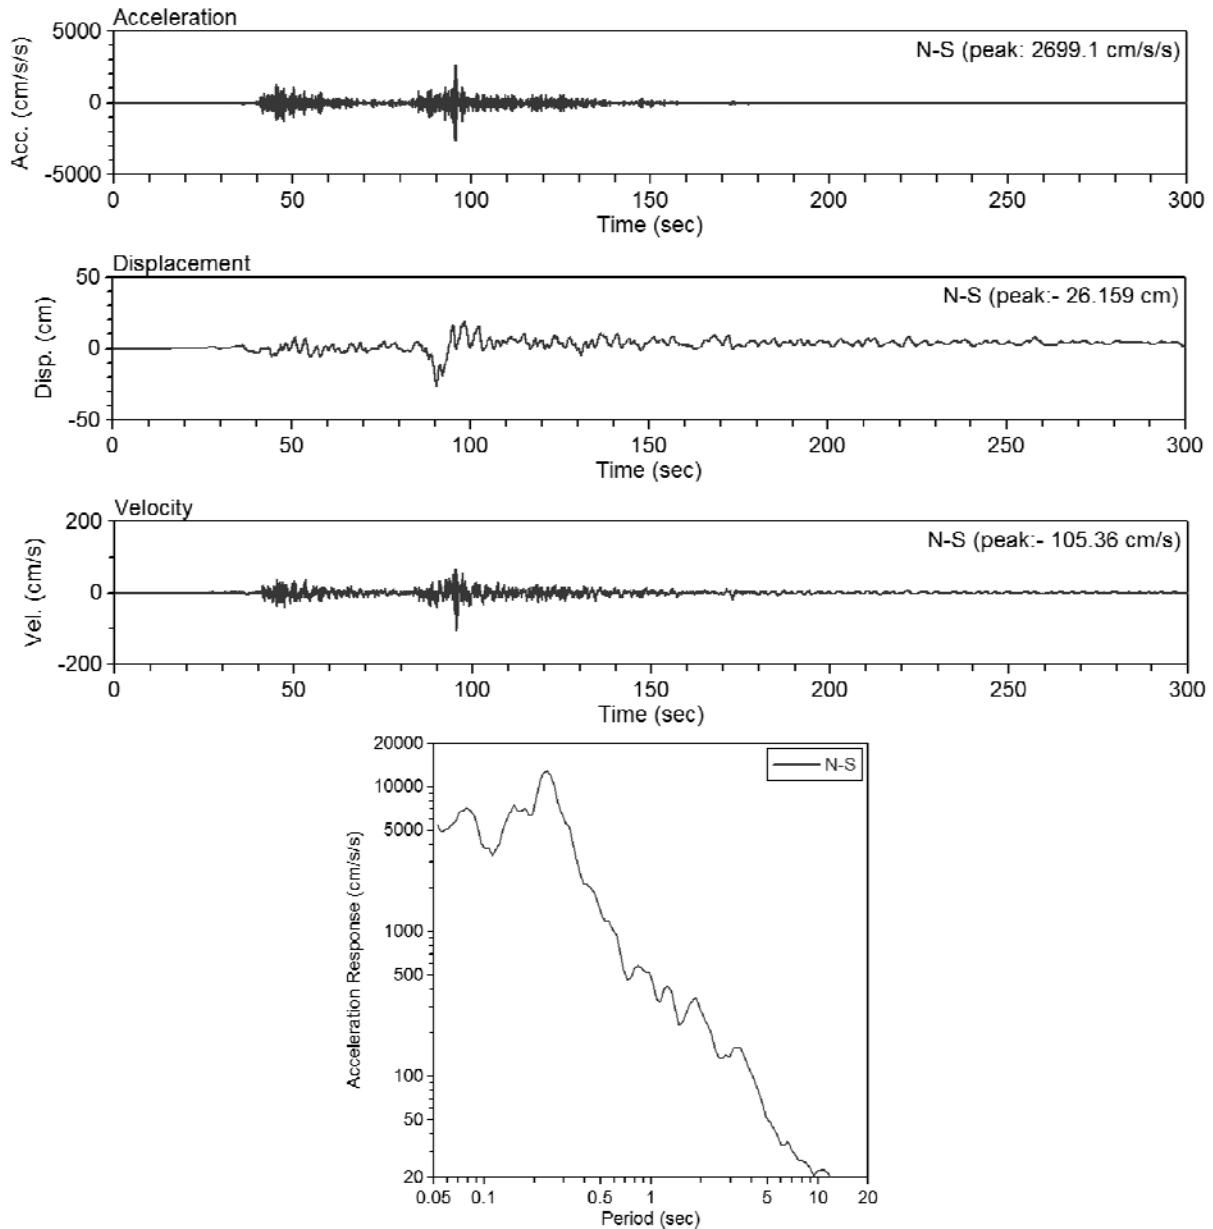 Acceleration
5000
N-S (peak: 2699.1 cm/s/s)
Acc. (cm/s/s)
0
-5000
0 50 100 150 200 250 300
Time (sec)
Displacement
50
N-S (peak:- 26.159 cm)
Disp. (cm)
0
-50
0 50 100 150 200 250 300
Time (sec)
Velocity
200
N-S (peak:- 105.36 cm/s)
Vel. (cm/s)
0
-200
0 50 100 150 200 250 300
Time (sec)
20000
N-S
10000
5000
Acceleration Response (cm/s/s)
1000
500
100
50
20
0.05 0.1 0.5 1 5 10 20
Period (sec)